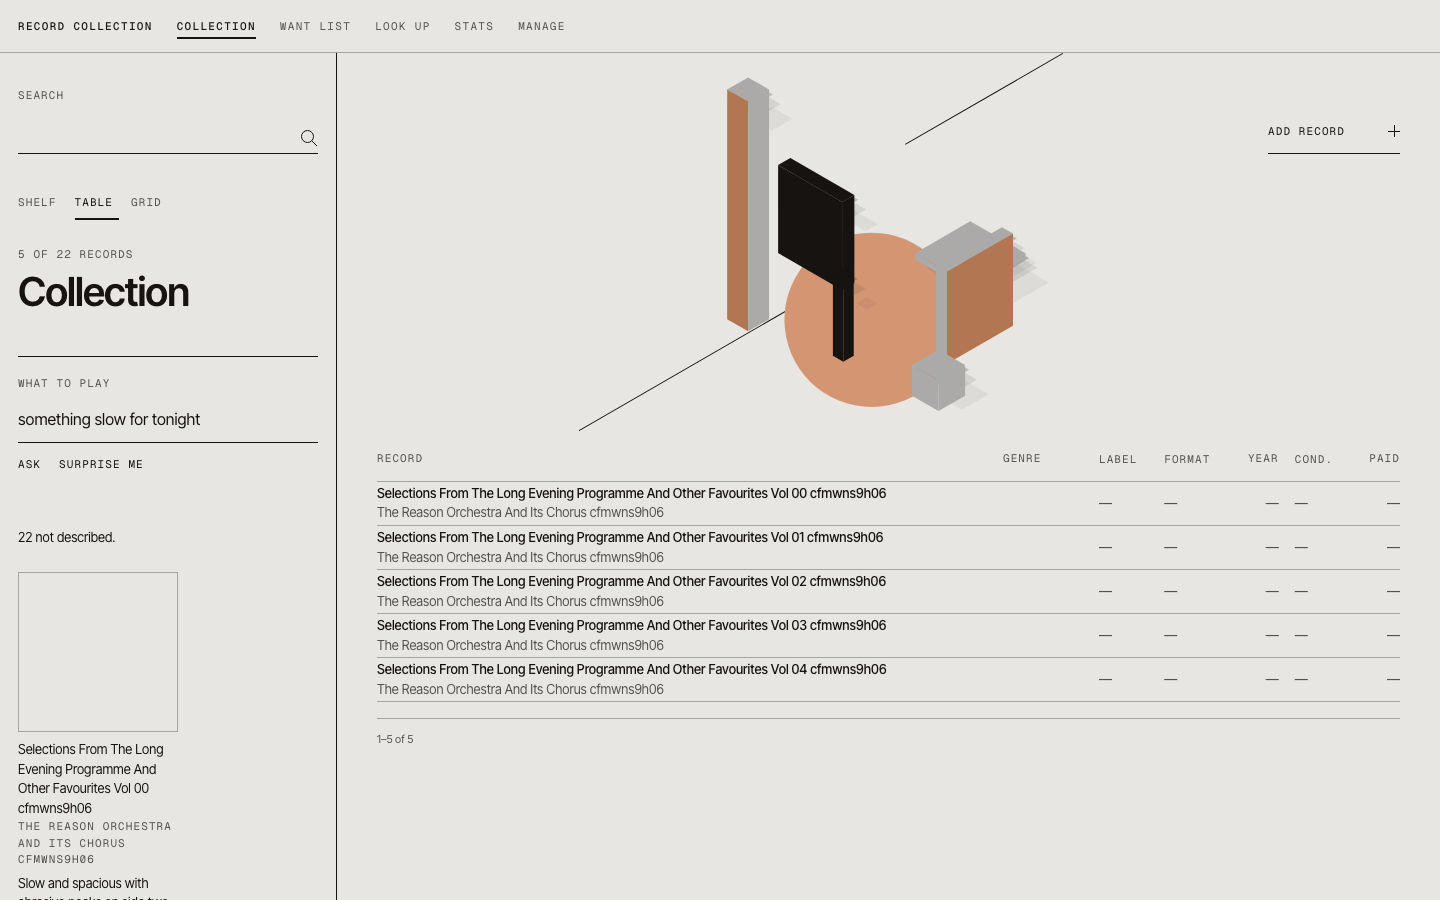 RECORD COLLECTION COLLECTION WANT LIST LOOK UP STATS MANAGE
SEARCH
ADD RECORD
SHELF TABLE GRID
5 OF 22 RECORDS
Collection
WHAT TO PLAY
something slow for tonight
ASK SURPRISE ME
22 not described.
Selections From The Long
Evening Programme And
Other Favourites Vol 00
cfmwns9h06
THE REASON ORCHESTRA
AND ITS CHORUS
CFMWNS9H06
Slow and spacious with
RECORD GENRE LABEL FORMAT YEAR COND. PAID
Selections From The Long Evening Programme And Other Favourites Vol 00 cfmwns9h06
The Reason Orchestra And Its Chorus cfmwns9h06
— — — — —
Selections From The Long Evening Programme And Other Favourites Vol 01 cfmwns9h06
The Reason Orchestra And Its Chorus cfmwns9h06
— — — — —
Selections From The Long Evening Programme And Other Favourites Vol 02 cfmwns9h06
The Reason Orchestra And Its Chorus cfmwns9h06
— — — — —
Selections From The Long Evening Programme And Other Favourites Vol 03 cfmwns9h06
The Reason Orchestra And Its Chorus cfmwns9h06
— — — — —
Selections From The Long Evening Programme And Other Favourites Vol 04 cfmwns9h06
The Reason Orchestra And Its Chorus cfmwns9h06
— — — — —
1–5 of 5